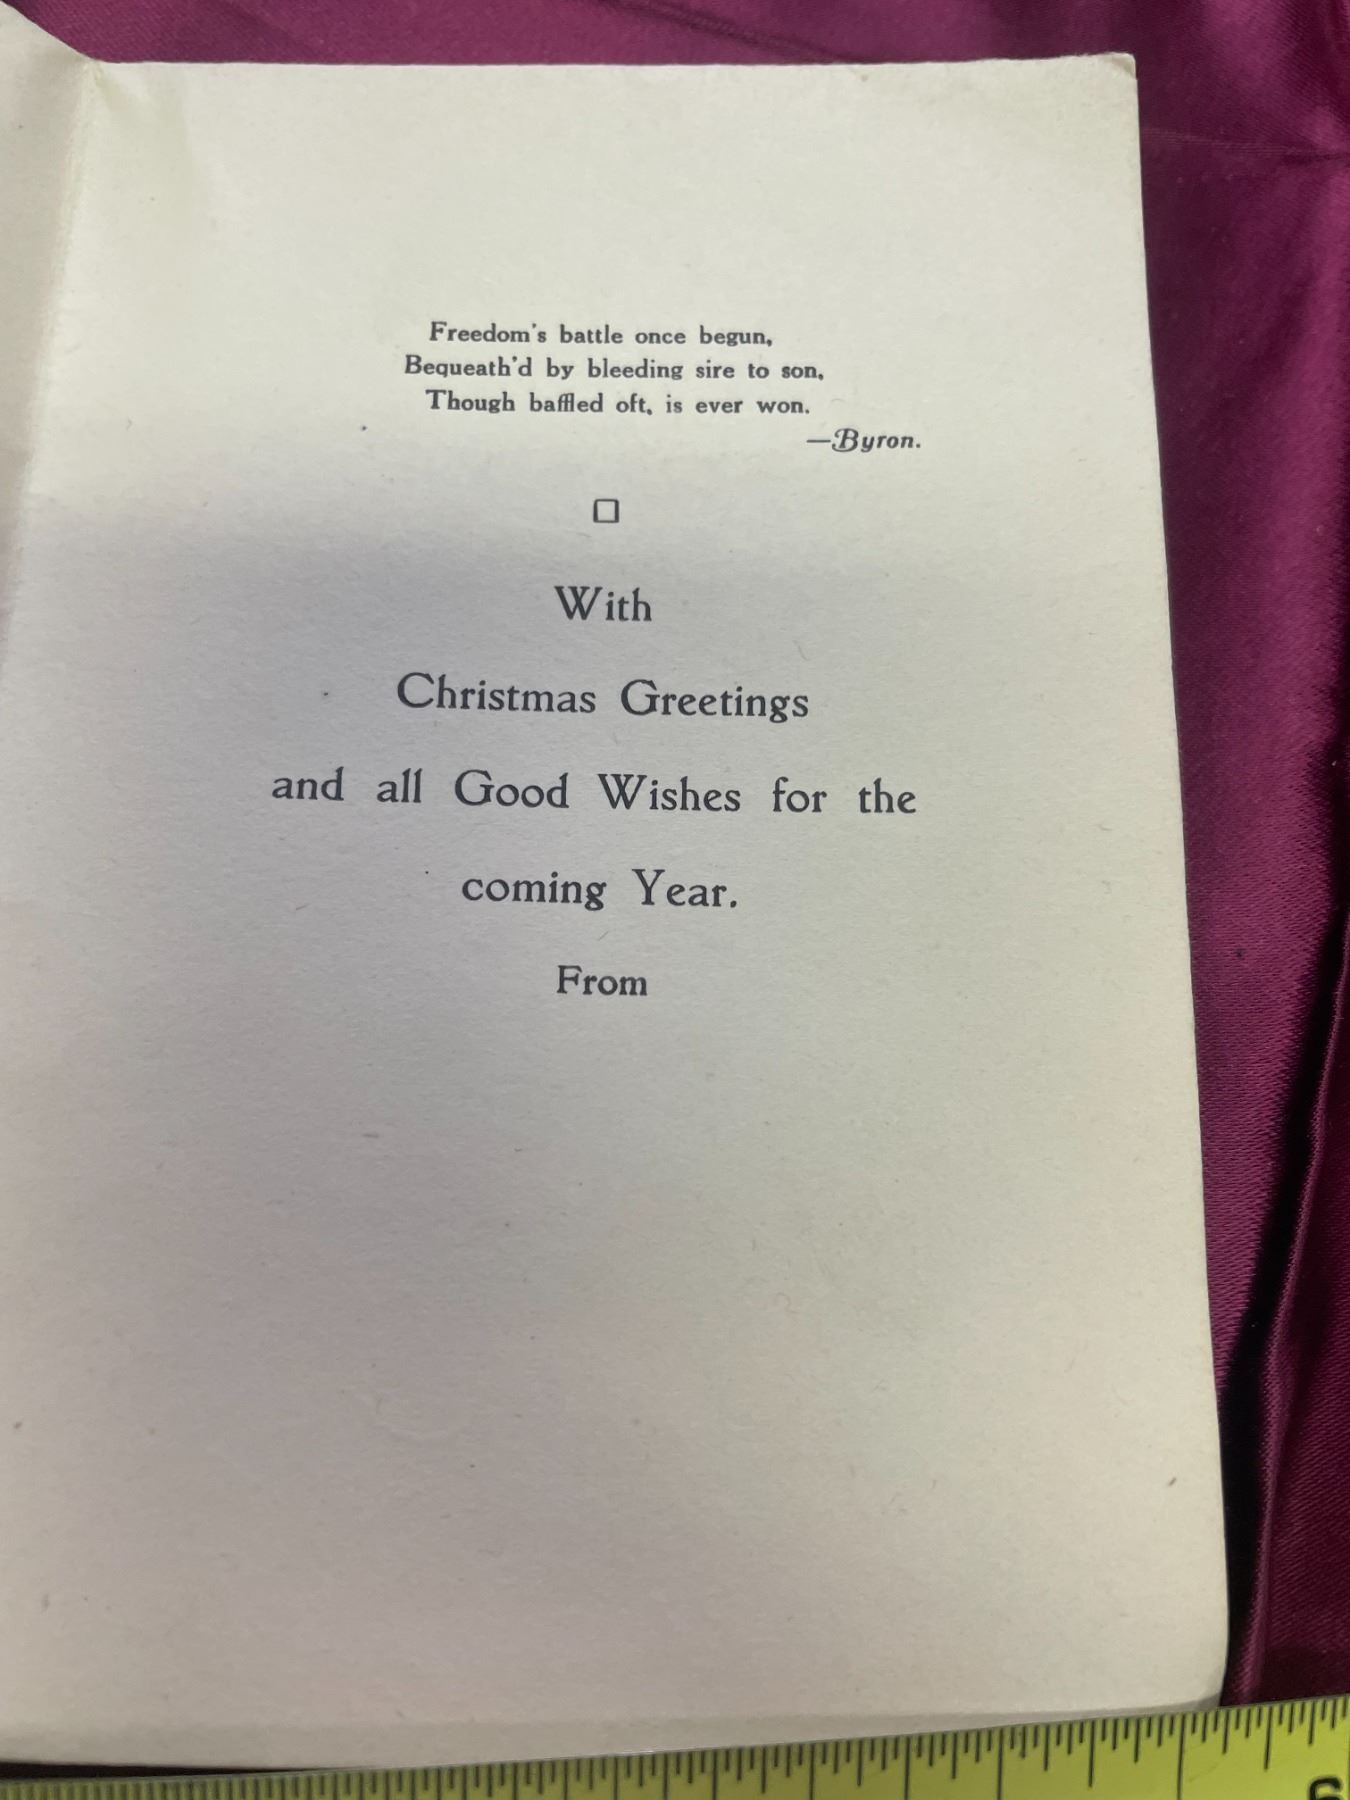 Freedom's battle once begun,
Bequeath'd by bleeding sire to son,
Though baffled oft, is ever won.
—Byron.
With
Christmas Greetings
and all Good Wishes for the
coming Year.
From